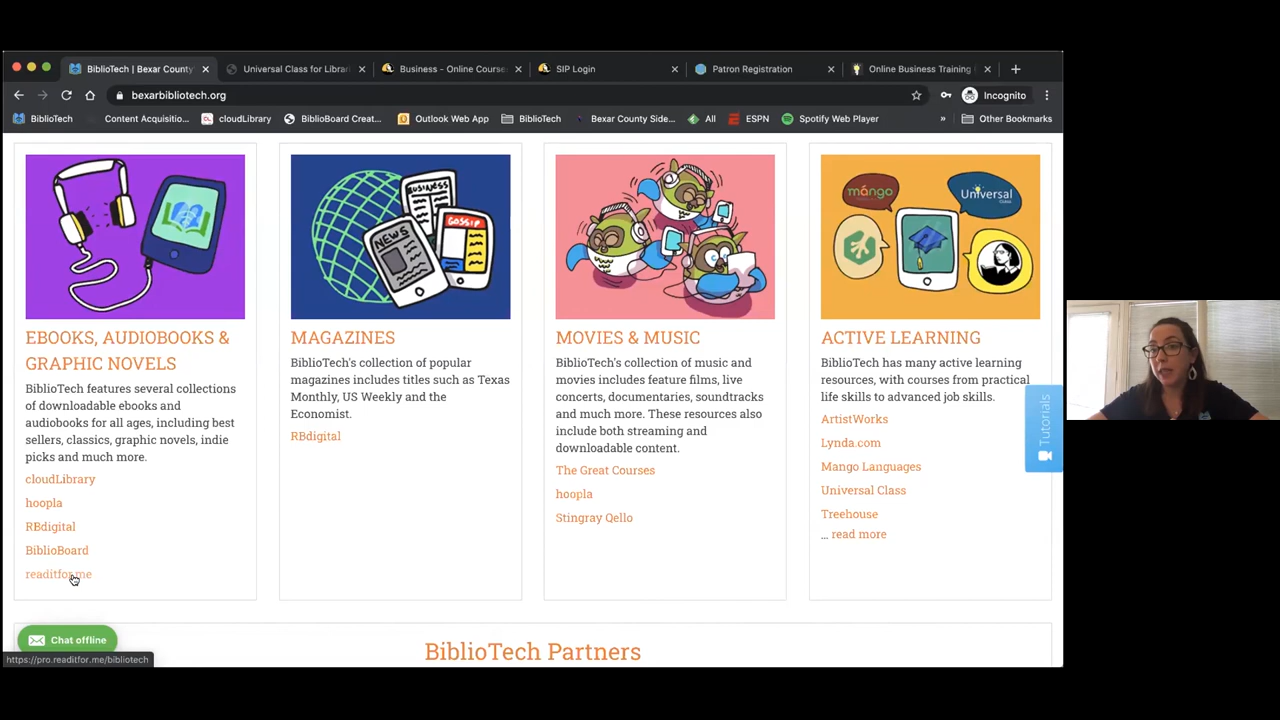 BiblioTech | Bexar County
Universal Class for Librar
Business - Online Course
SIP Login
Patron Registration
Online Business Training
bexarbibliotech.org
Incognito
BiblioTech
Content Acquisitio...
cloudLibrary
BiblioBoard Creat...
Outlook Web App
BiblioTech
Bexar County Side...
All
ESPN
Spotify Web Player
»
Other Bookmarks
BUSINESS
NEWS
GOSSIP
mango
Universal
CLASS
EBOOKS, AUDIOBOOKS &
GRAPHIC NOVELS
BiblioTech features several collections
of downloadable ebooks and
audiobooks for all ages, including best
sellers, classics, graphic novels, indie
picks and much more.
cloudLibrary
hoopla
RBdigital
BiblioBoard
readitfor.me
MAGAZINES
BiblioTech's collection of popular
magazines includes titles such as Texas
Monthly, US Weekly and the
Economist.
RBdigital
MOVIES & MUSIC
BiblioTech's collection of music and
movies includes feature films, live
concerts, documentaries, soundtracks
and much more. These resources also
include both streaming and
downloadable content.
The Great Courses
hoopla
Stingray Qello
ACTIVE LEARNING
BiblioTech has many active learning
resources, with courses from practical
life skills to advanced job skills.
ArtistWorks
Lynda.com
Mango Languages
Universal Class
Treehouse
... read more
Tutorials
Chat offline
BiblioTech Partners
https://pro.readitfor.me/bibliotech